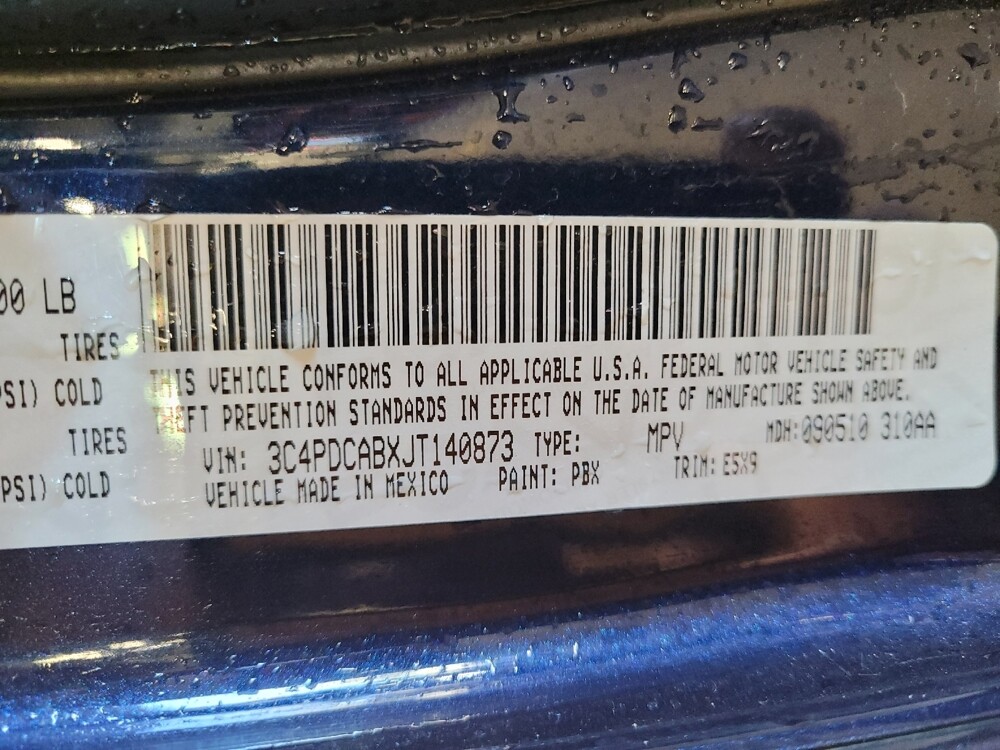 00 LB
TIRES
PSI) COLD
TIRES
PSI) COLD
THIS VEHICLE CONFORMS TO ALL APPLICABLE U.S.A. FEDERAL MOTOR VEHICLE SAFETY AND
THEFT PREVENTION STANDARDS IN EFFECT ON THE DATE OF MANUFACTURE SHOWN ABOVE.
VIN: 3C4PDCABXJT140873 TYPE: MPV MDH:090510 310AA
VEHICLE MADE IN MEXICO PAINT: PBX TRIM: E5X9